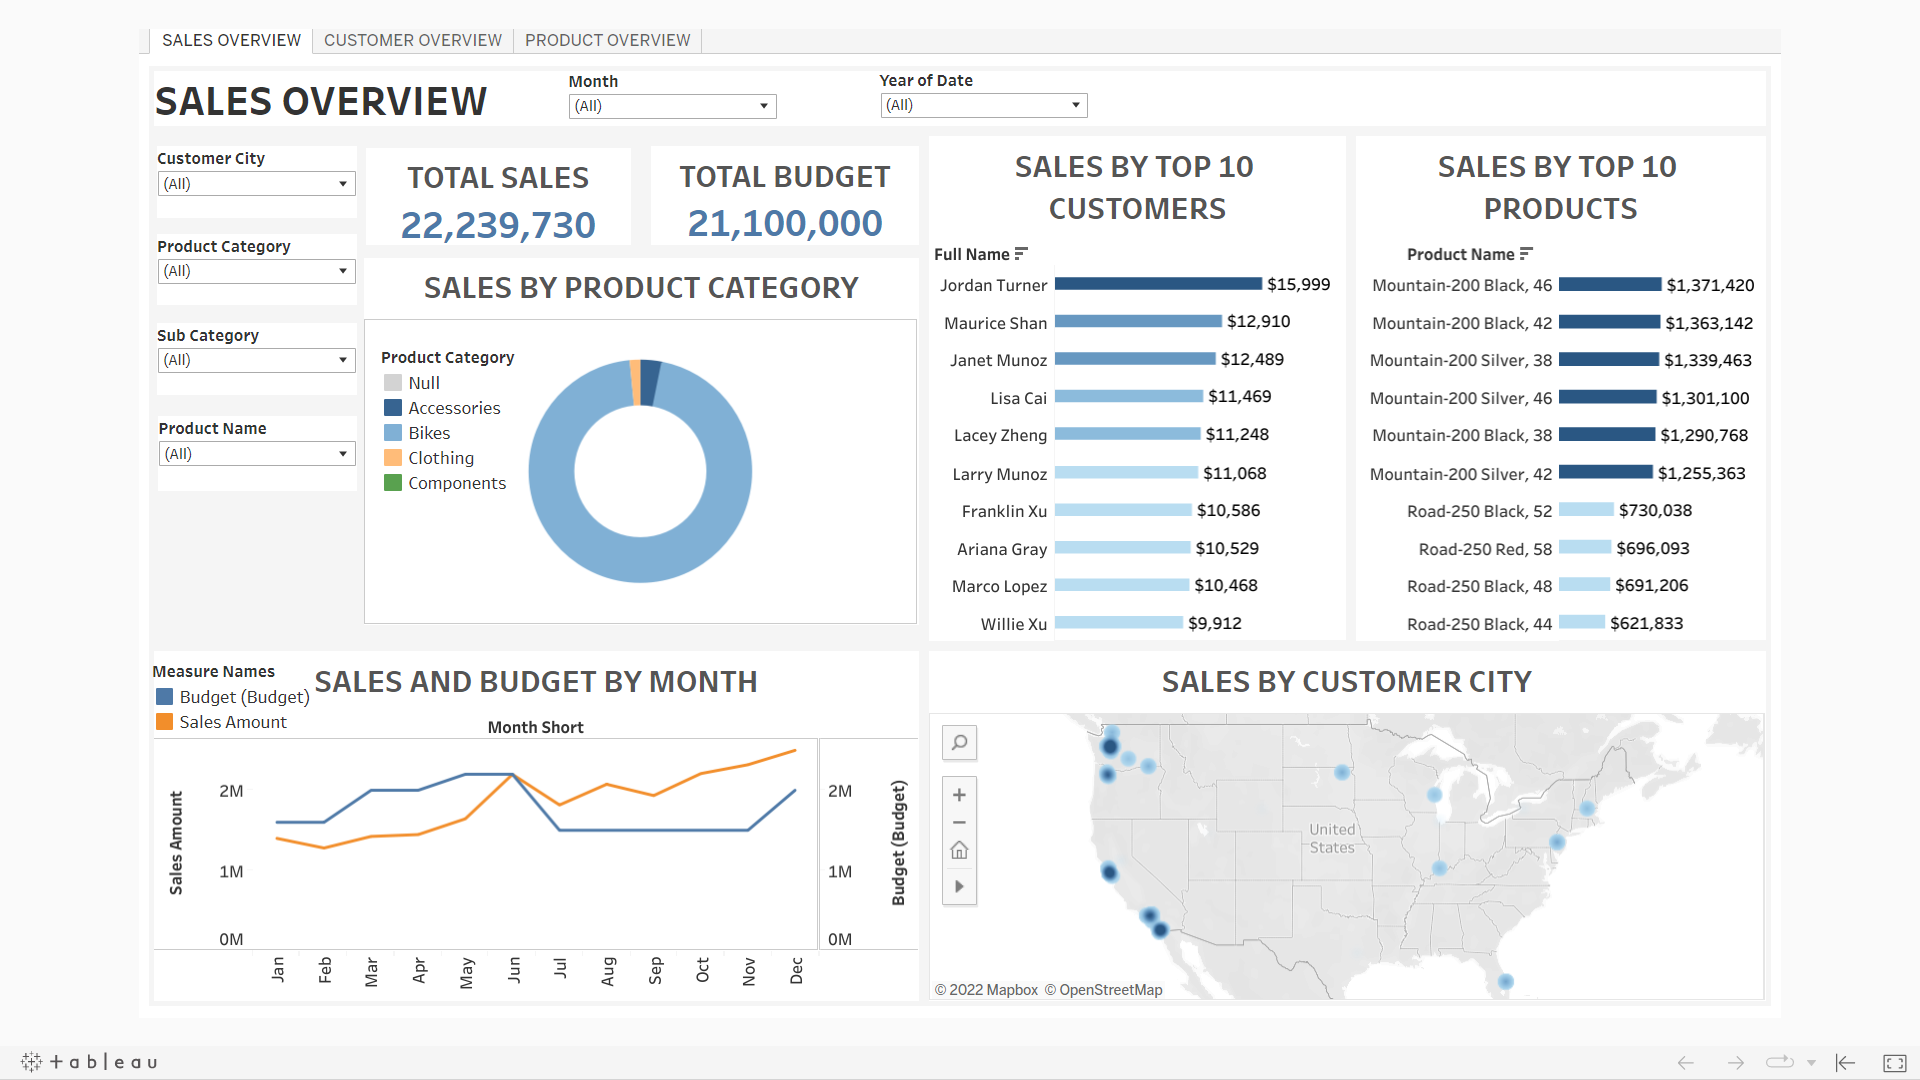 SALES OVERVIEW
CUSTOMER OVERVIEW
PRODUCT OVERVIEW
SALES OVERVIEW
Month
(All)
Year of Date
(All)
Customer City
(All)
Product Category
(All)
Sub Category
(All)
Product Name
(All)
TOTAL SALES
22,239,730
TOTAL BUDGET
21,100,000
SALES BY PRODUCT CATEGORY
Product Category
Null
Accessories
Bikes
Clothing
Components
SALES BY TOP 10
CUSTOMERS
Full Name
Jordan Turner $15,999
Maurice Shan $12,910
Janet Munoz $12,489
Lisa Cai $11,469
Lacey Zheng $11,248
Larry Munoz $11,068
Franklin Xu $10,586
Ariana Gray $10,529
Marco Lopez $10,468
Willie Xu $9,912
SALES BY TOP 10
PRODUCTS
Product Name
Mountain-200 Black, 46 $1,371,420
Mountain-200 Black, 42 $1,363,142
Mountain-200 Silver, 38 $1,339,463
Mountain-200 Silver, 46 $1,301,100
Mountain-200 Black, 38 $1,290,768
Mountain-200 Silver, 42 $1,255,363
Road-250 Black, 52 $730,038
Road-250 Red, 58 $696,093
Road-250 Black, 48 $691,206
Road-250 Black, 44 $621,833
Measure Names
Budget (Budget)
Sales Amount
SALES AND BUDGET BY MONTH
Month Short
Sales Amount
2M
1M
0M
2M
1M
0M
Budget (Budget)
Jan Feb Mar Apr May Jun Jul Aug Sep Oct Nov Dec
SALES BY CUSTOMER CITY
United
States
© 2022 Mapbox © OpenStreetMap
tableau